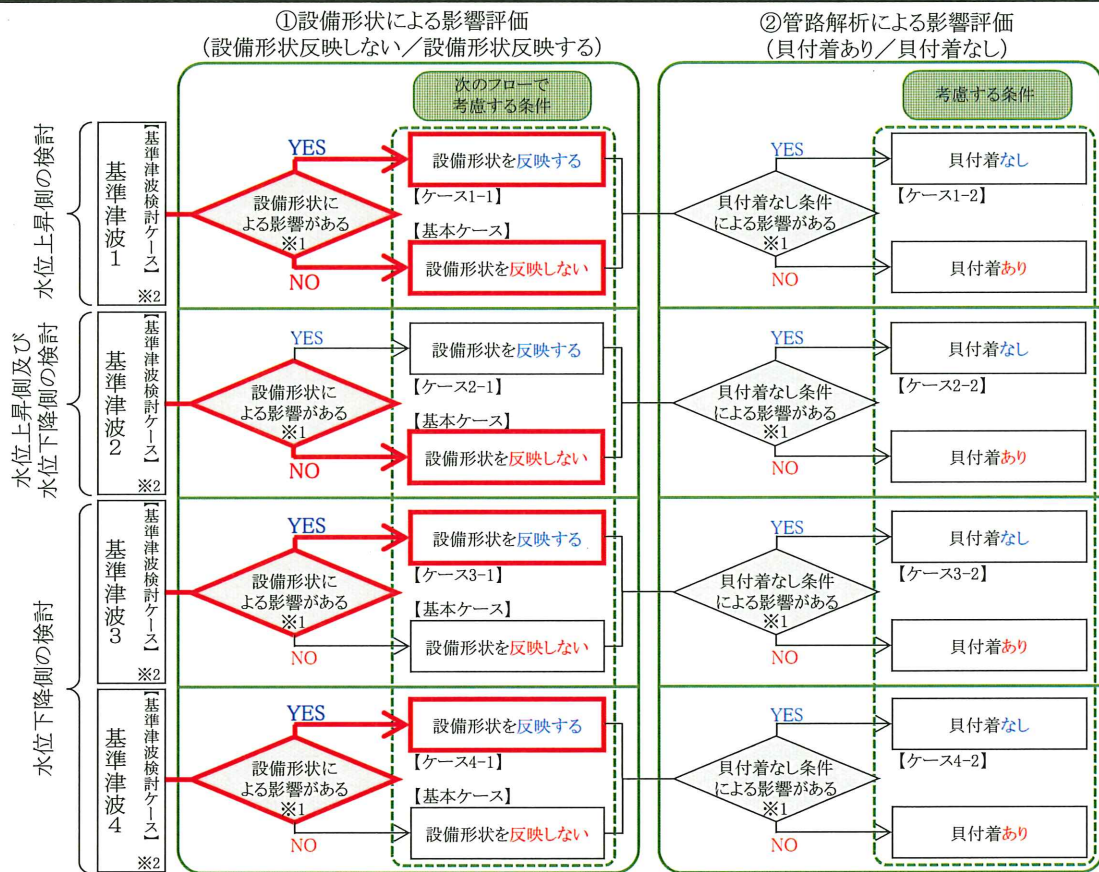 ①設備形状による影響評価
(設備形状反映しない／設備形状反映する)
②管路解析による影響評価
(貝付着あり／貝付着なし)
次のフローで
考慮する条件
考慮する条件
水位上昇側の検討
【基準津波検討ケース】
基準津波1
※2
YES
設備形状に
よる影響がある
※1
NO
設備形状を反映する
【ケース1-1】
【基本ケース】
設備形状を反映しない
YES
貝付着なし条件
による影響がある
※1
NO
貝付着なし
【ケース1-2】
貝付着あり
水位上昇側及び
水位下降側の検討
【基準津波検討ケース】
基準津波2
※2
YES
設備形状に
よる影響がある
※1
NO
設備形状を反映する
【ケース2-1】
【基本ケース】
設備形状を反映しない
YES
貝付着なし条件
による影響がある
※1
NO
貝付着なし
【ケース2-2】
貝付着あり
水位下降側の検討
【基準津波検討ケース】
基準津波3
※2
YES
設備形状に
よる影響がある
※1
NO
設備形状を反映する
【ケース3-1】
【基本ケース】
設備形状を反映しない
YES
貝付着なし条件
による影響がある
※1
NO
貝付着なし
【ケース3-2】
貝付着あり
【基準津波検討ケース】
基準津波4
※2
YES
設備形状に
よる影響がある
※1
NO
設備形状を反映する
【ケース4-1】
【基本ケース】
設備形状を反映しない
YES
貝付着なし条件
による影響がある
※1
NO
貝付着なし
【ケース4-2】
貝付着あり